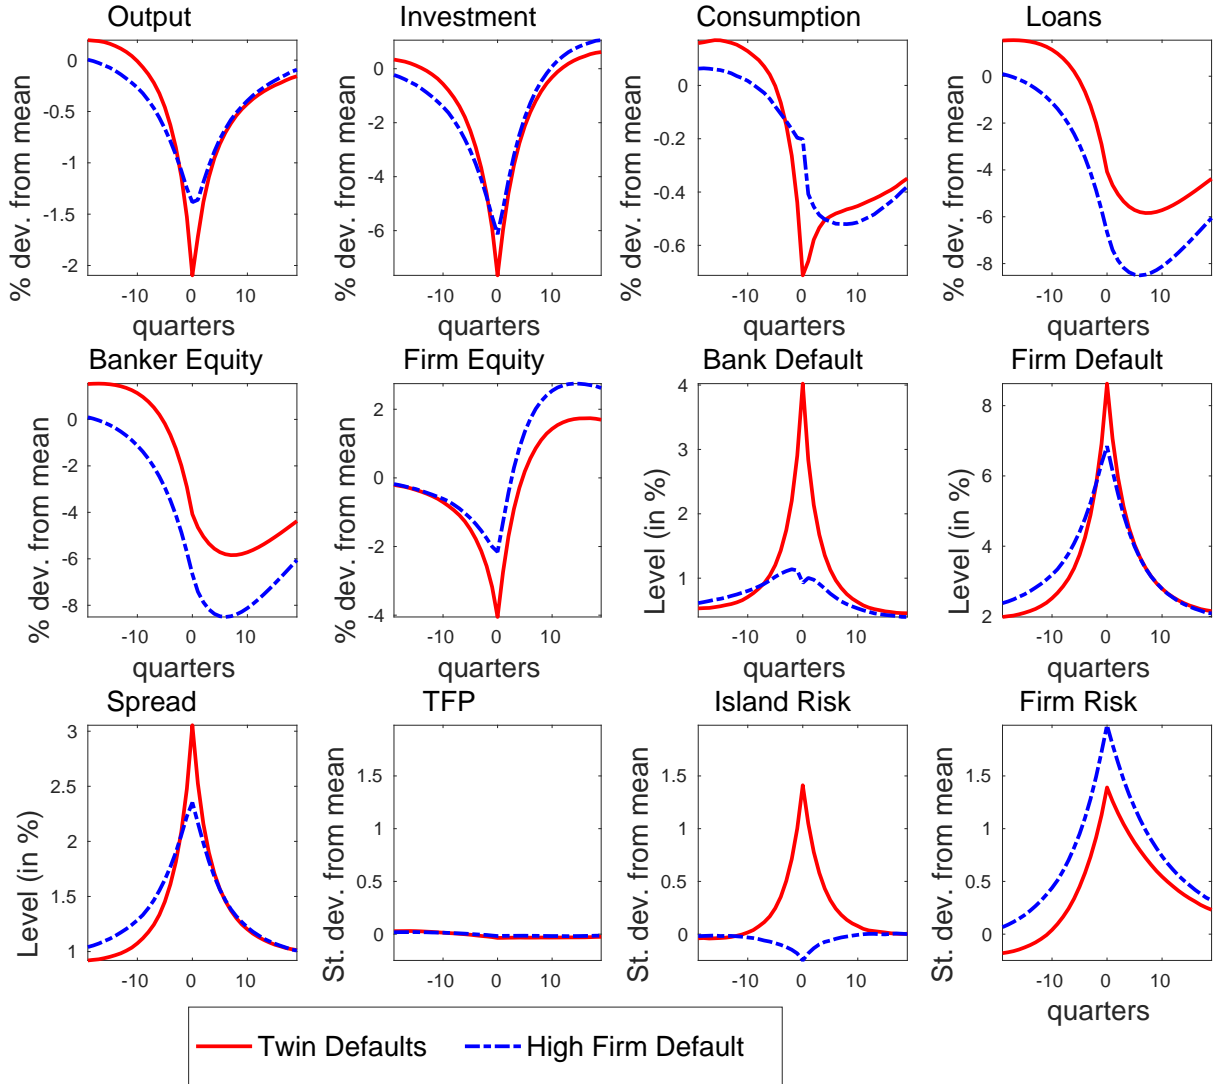 Output Investment Consumption Loans
% dev. from mean
0
-0.5
-1
-1.5
-2
-10 0 10
quarters
% dev. from mean
0
-2
-4
-6
-10 0 10
quarters
% dev. from mean
0
-0.2
-0.4
-0.6
-10 0 10
quarters
% dev. from mean
0
-2
-4
-6
-8
-10 0 10
quarters
Banker Equity Firm Equity Bank Default Firm Default
% dev. from mean
0
-2
-4
-6
-8
-10 0 10
quarters
% dev. from mean
2
0
-2
-4
-10 0 10
quarters
Level (in %)
4
3
2
1
-10 0 10
quarters
Level (in %)
8
6
4
2
-10 0 10
quarters
Spread TFP Island Risk Firm Risk
Level (in %)
3
2.5
2
1.5
1
-10 0 10
St. dev. from mean
1.5
1
0.5
0
-10 0 10
St. dev. from mean
1.5
1
0.5
0
-10 0 10
St. dev. from mean
1.5
1
0.5
0
-10 0 10
quarters
Twin Defaults High Firm Default